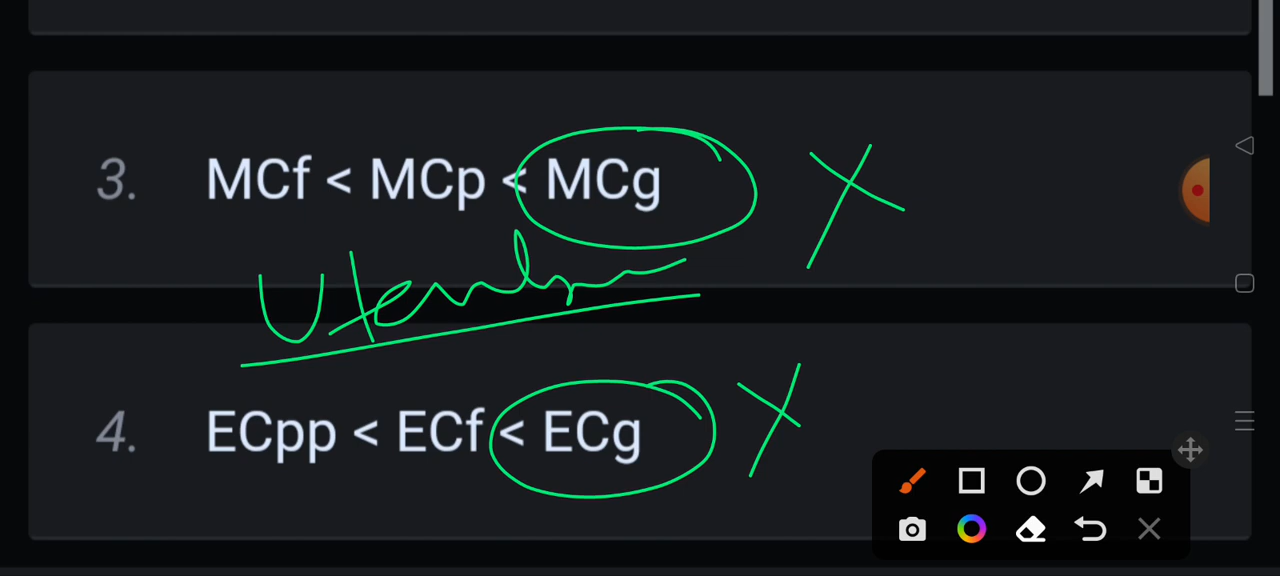 3. MCf < MCp < MCg
4. ECpp < ECf < ECg